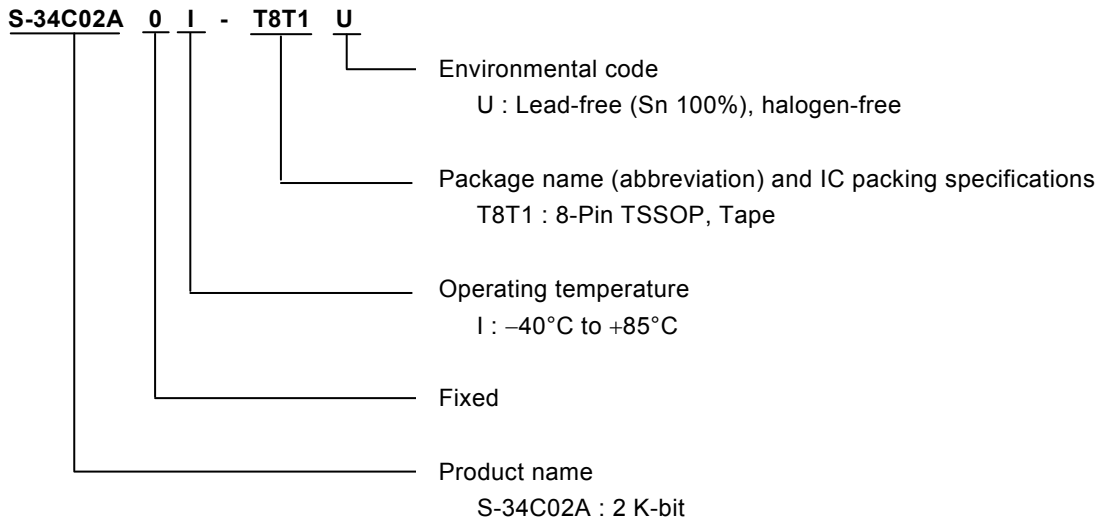 S-34C02A 0 I - T8T1 U
Environmental code
U : Lead-free (Sn 100%), halogen-free
Package name (abbreviation) and IC packing specifications
T8T1 : 8-Pin TSSOP, Tape
Operating temperature
I : −40°C to +85°C
Fixed
Product name
S-34C02A : 2 K-bit